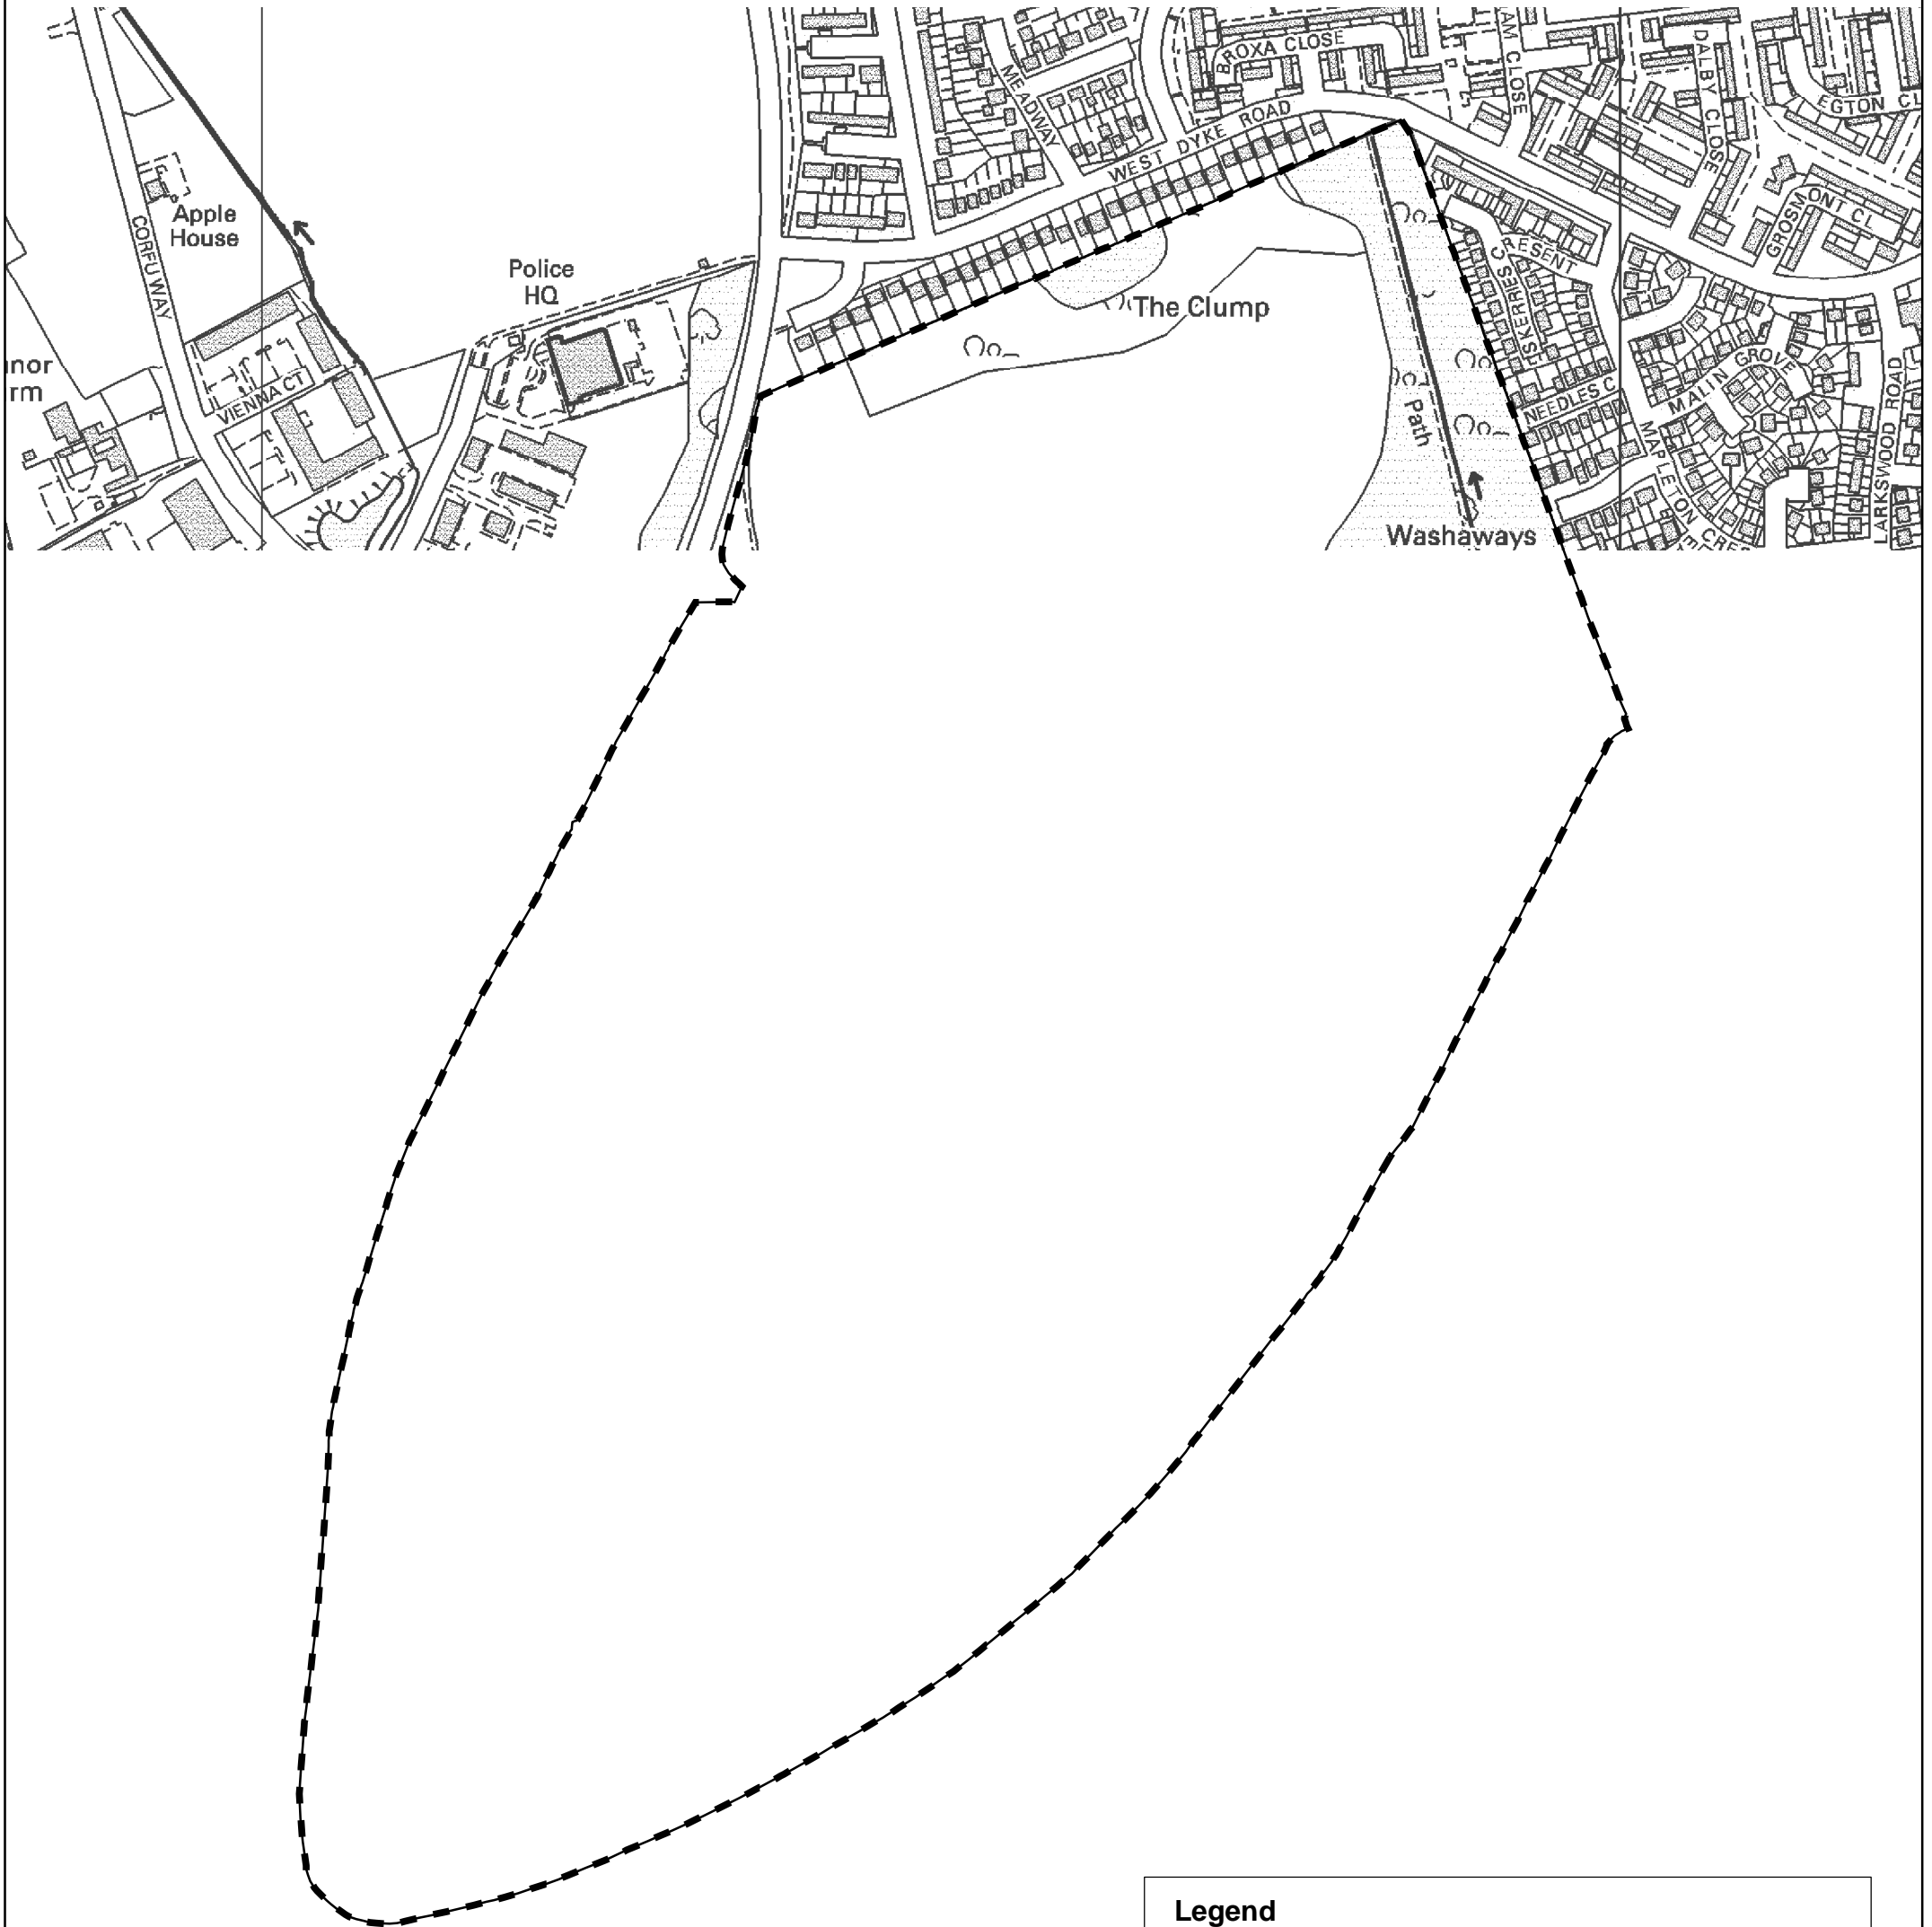 BROXA CLOSE
AM CLOSE
DALBY CLOSE
EGTON CL
MEADWAY
WEST DYKE ROAD
GROSMONT CL
Apple
House
CORFU WAY
Police
HQ
SKERRIES CRESENT
The Clump
nor
rm
VIENNA CT
Path
NEEDLES C
MALIN GROVE
MAPLETON CRES
LARKSWOOD ROAD
Washaways
Legend